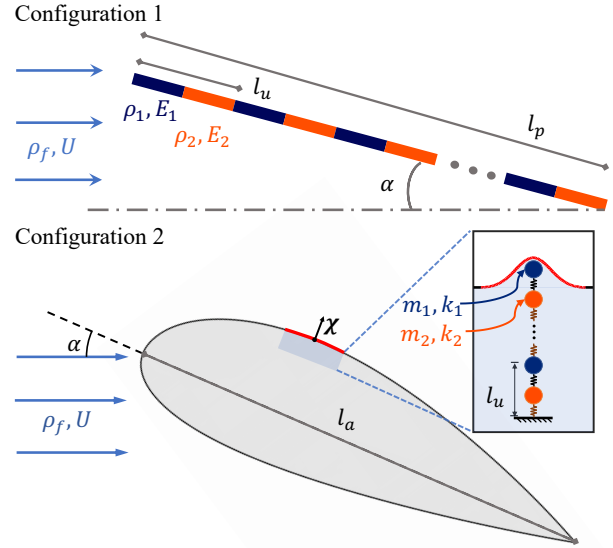 Configuration 1
l_u
ρ_1, E_1
l_p
ρ_2, E_2
ρ_f, U
α
Configuration 2
χ
m_1, k_1
m_2, k_2
α
l_u
ρ_f, U
l_a